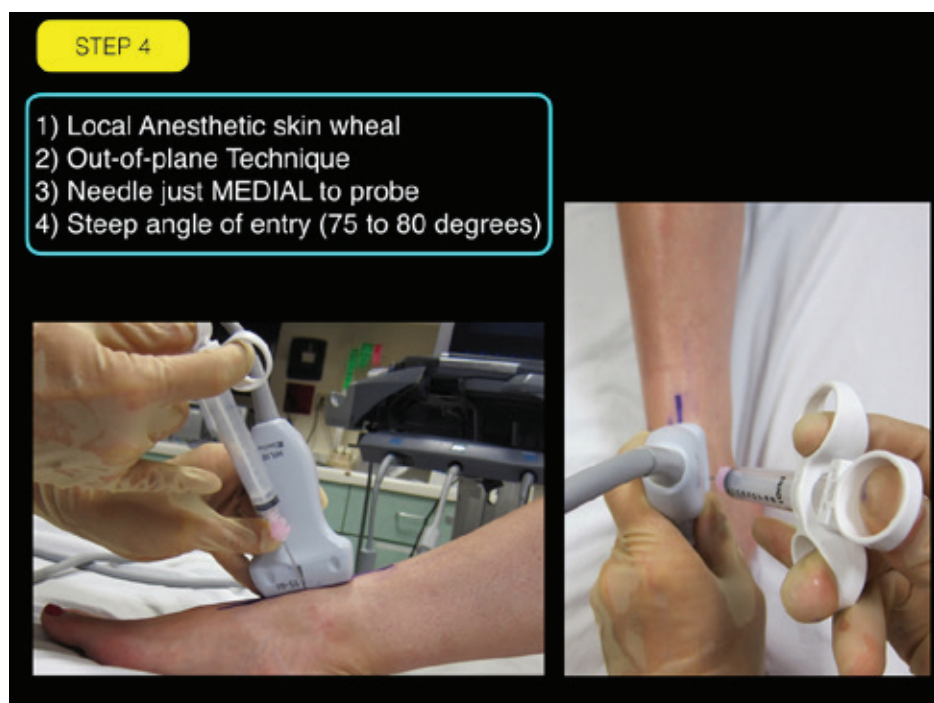 STEP 4
1) Local Anesthetic skin wheal
2) Out-of-plane Technique
3) Needle just MEDIAL to probe
4) Steep angle of entry (75 to 80 degrees)